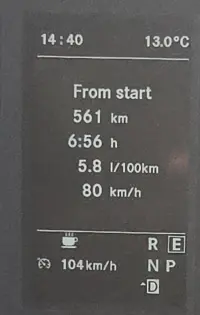 14:40 13.0°C
From start
561 km
6:56 h
5.8 l/100km
80 km/h
R E
104km/h N P
D